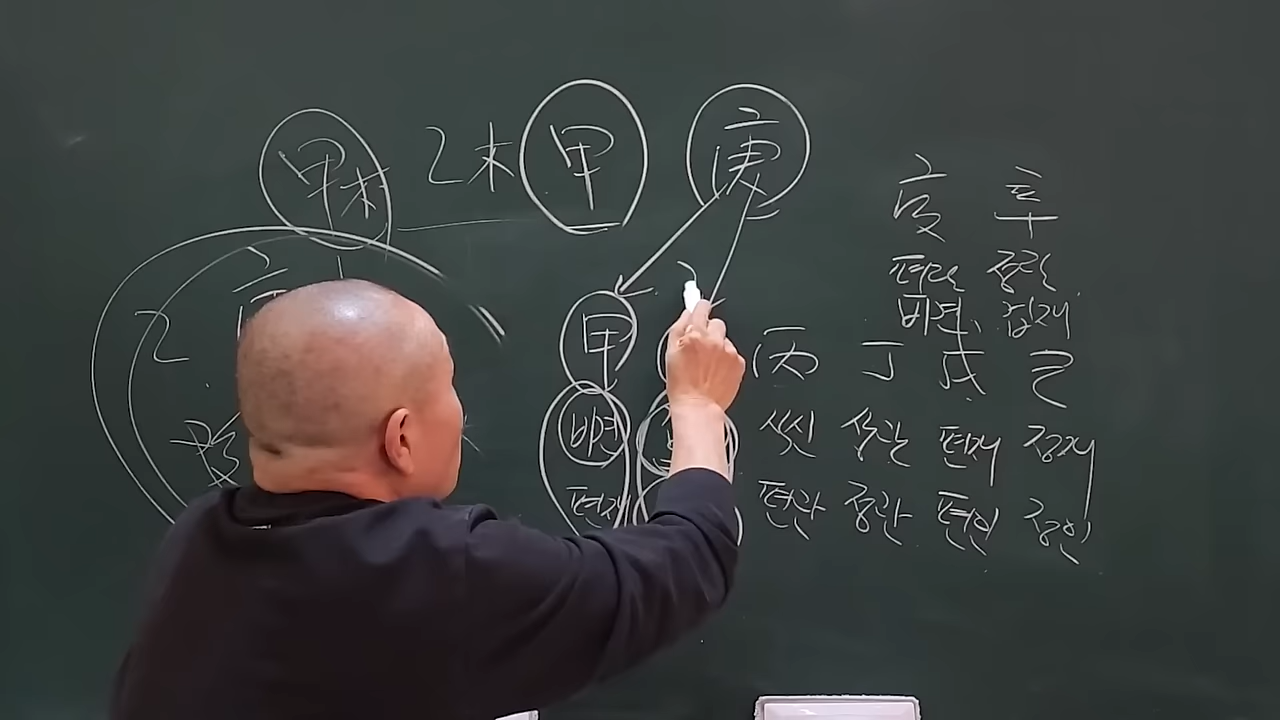 甲木 乙木 甲 庚
庚 辛
편관 정관
비견, 겁재
甲 丙 丁 戊 己
비견 식신 상관 편재 정재
편재 편관 정관 편인 정인
乙